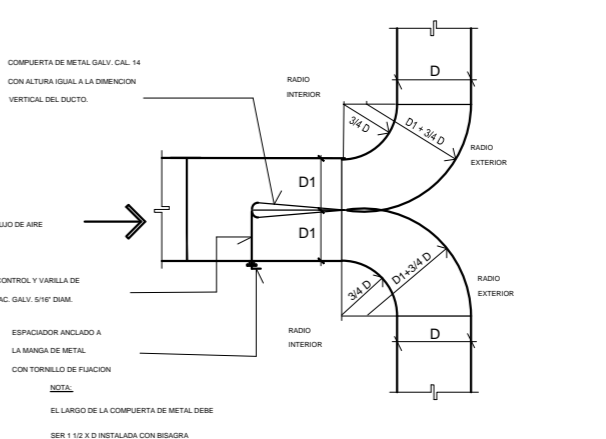 COMPUERTA DE METAL GALV. CAL. 14
CON ALTURA IGUAL A LA DIMENCION
VERTICAL DEL DUCTO.
RADIO
INTERIOR
D
3/4 D
D1 + 3/4 D
RADIO
EXTERIOR
D1
D1
UJO DE AIRE
CONTROL Y VARILLA DE
AC. GALV. 5/16" DIAM.
3/4 D
D1+3/4 D
RADIO
EXTERIOR
ESPACIADOR ANCLADO A
LA MANGA DE METAL
CON TORNILLO DE FIJACION
RADIO
INTERIOR
D
NOTA:
EL LARGO DE LA COMPUERTA DE METAL DEBE
SER 1 1/2 X D INSTALADA CON BISAGRA